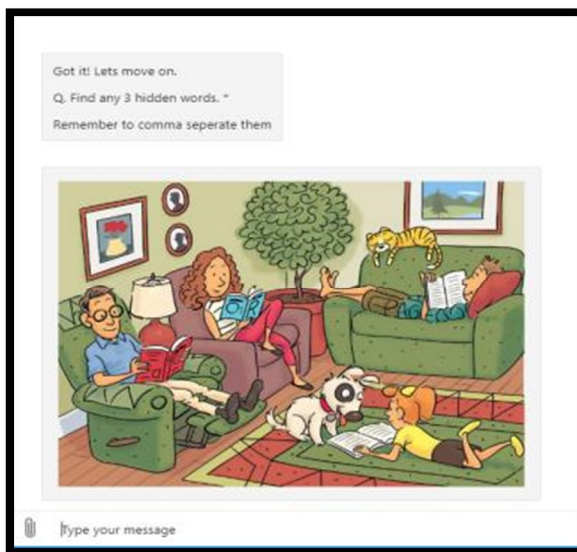 Got it! Lets move on.
Q. Find any 3 hidden words. *
Remember to comma seperate them
Type your message